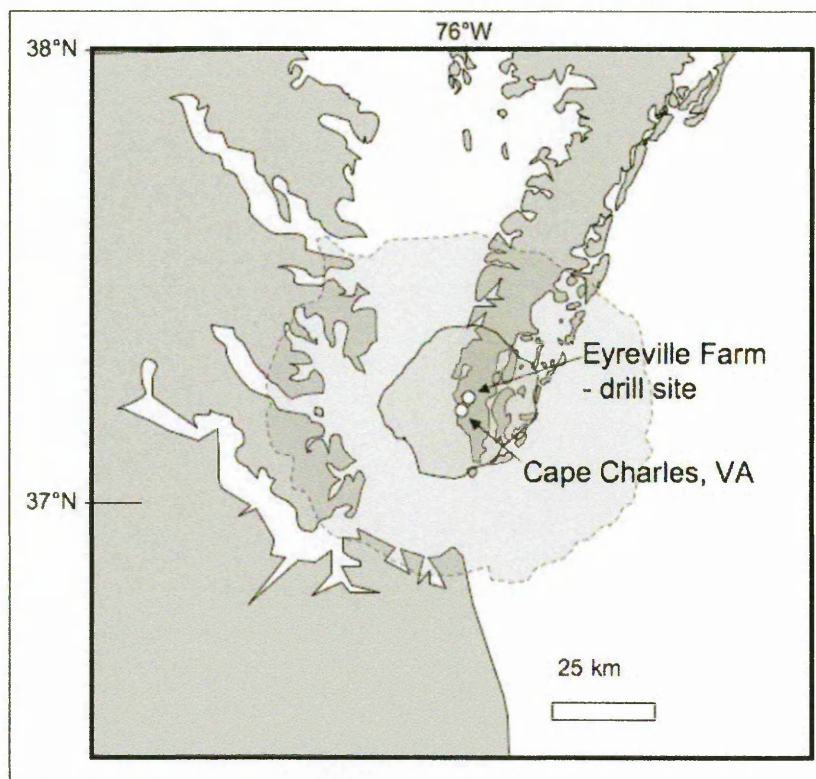 76°W
38°N
Eyreville Farm
- drill site
Cape Charles, VA
37°N
25 km